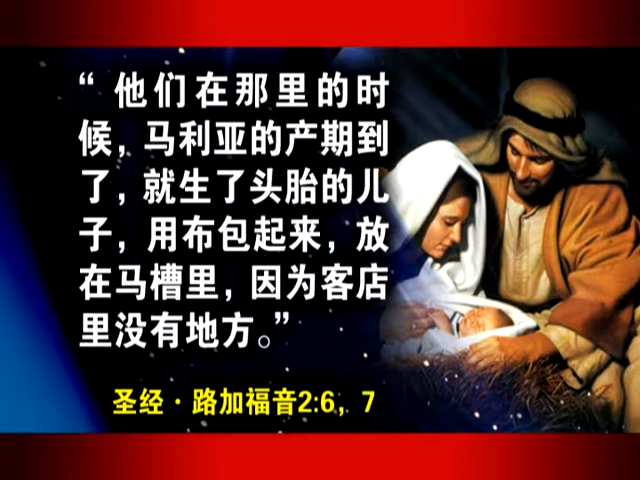 “ 他们在那里的时
候，马利亚的产期到
了，就生了头胎的儿
子，用布包起来，放
在马槽里，因为客店
里没有地方。”
圣经·路加福音2:6，7